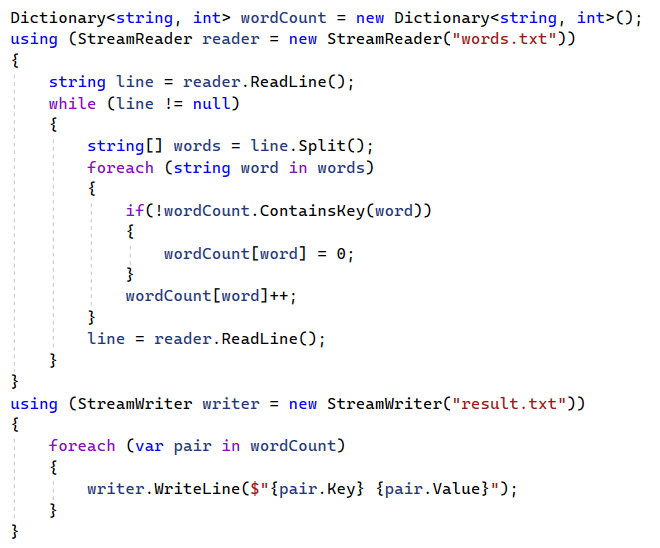 Dictionary<string, int> wordCount = new Dictionary<string, int>();
using (StreamReader reader = new StreamReader("words.txt"))
{
    string line = reader.ReadLine();
    while (line != null)
    {
        string[] words = line.Split();
        foreach (string word in words)
        {
            if(!wordCount.ContainsKey(word))
            {
                wordCount[word] = 0;
            }
            wordCount[word]++;
        }
        line = reader.ReadLine();
    }
}
using (StreamWriter writer = new StreamWriter("result.txt"))
{
    foreach (var pair in wordCount)
    {
        writer.WriteLine($"{pair.Key} {pair.Value}");
    }
}